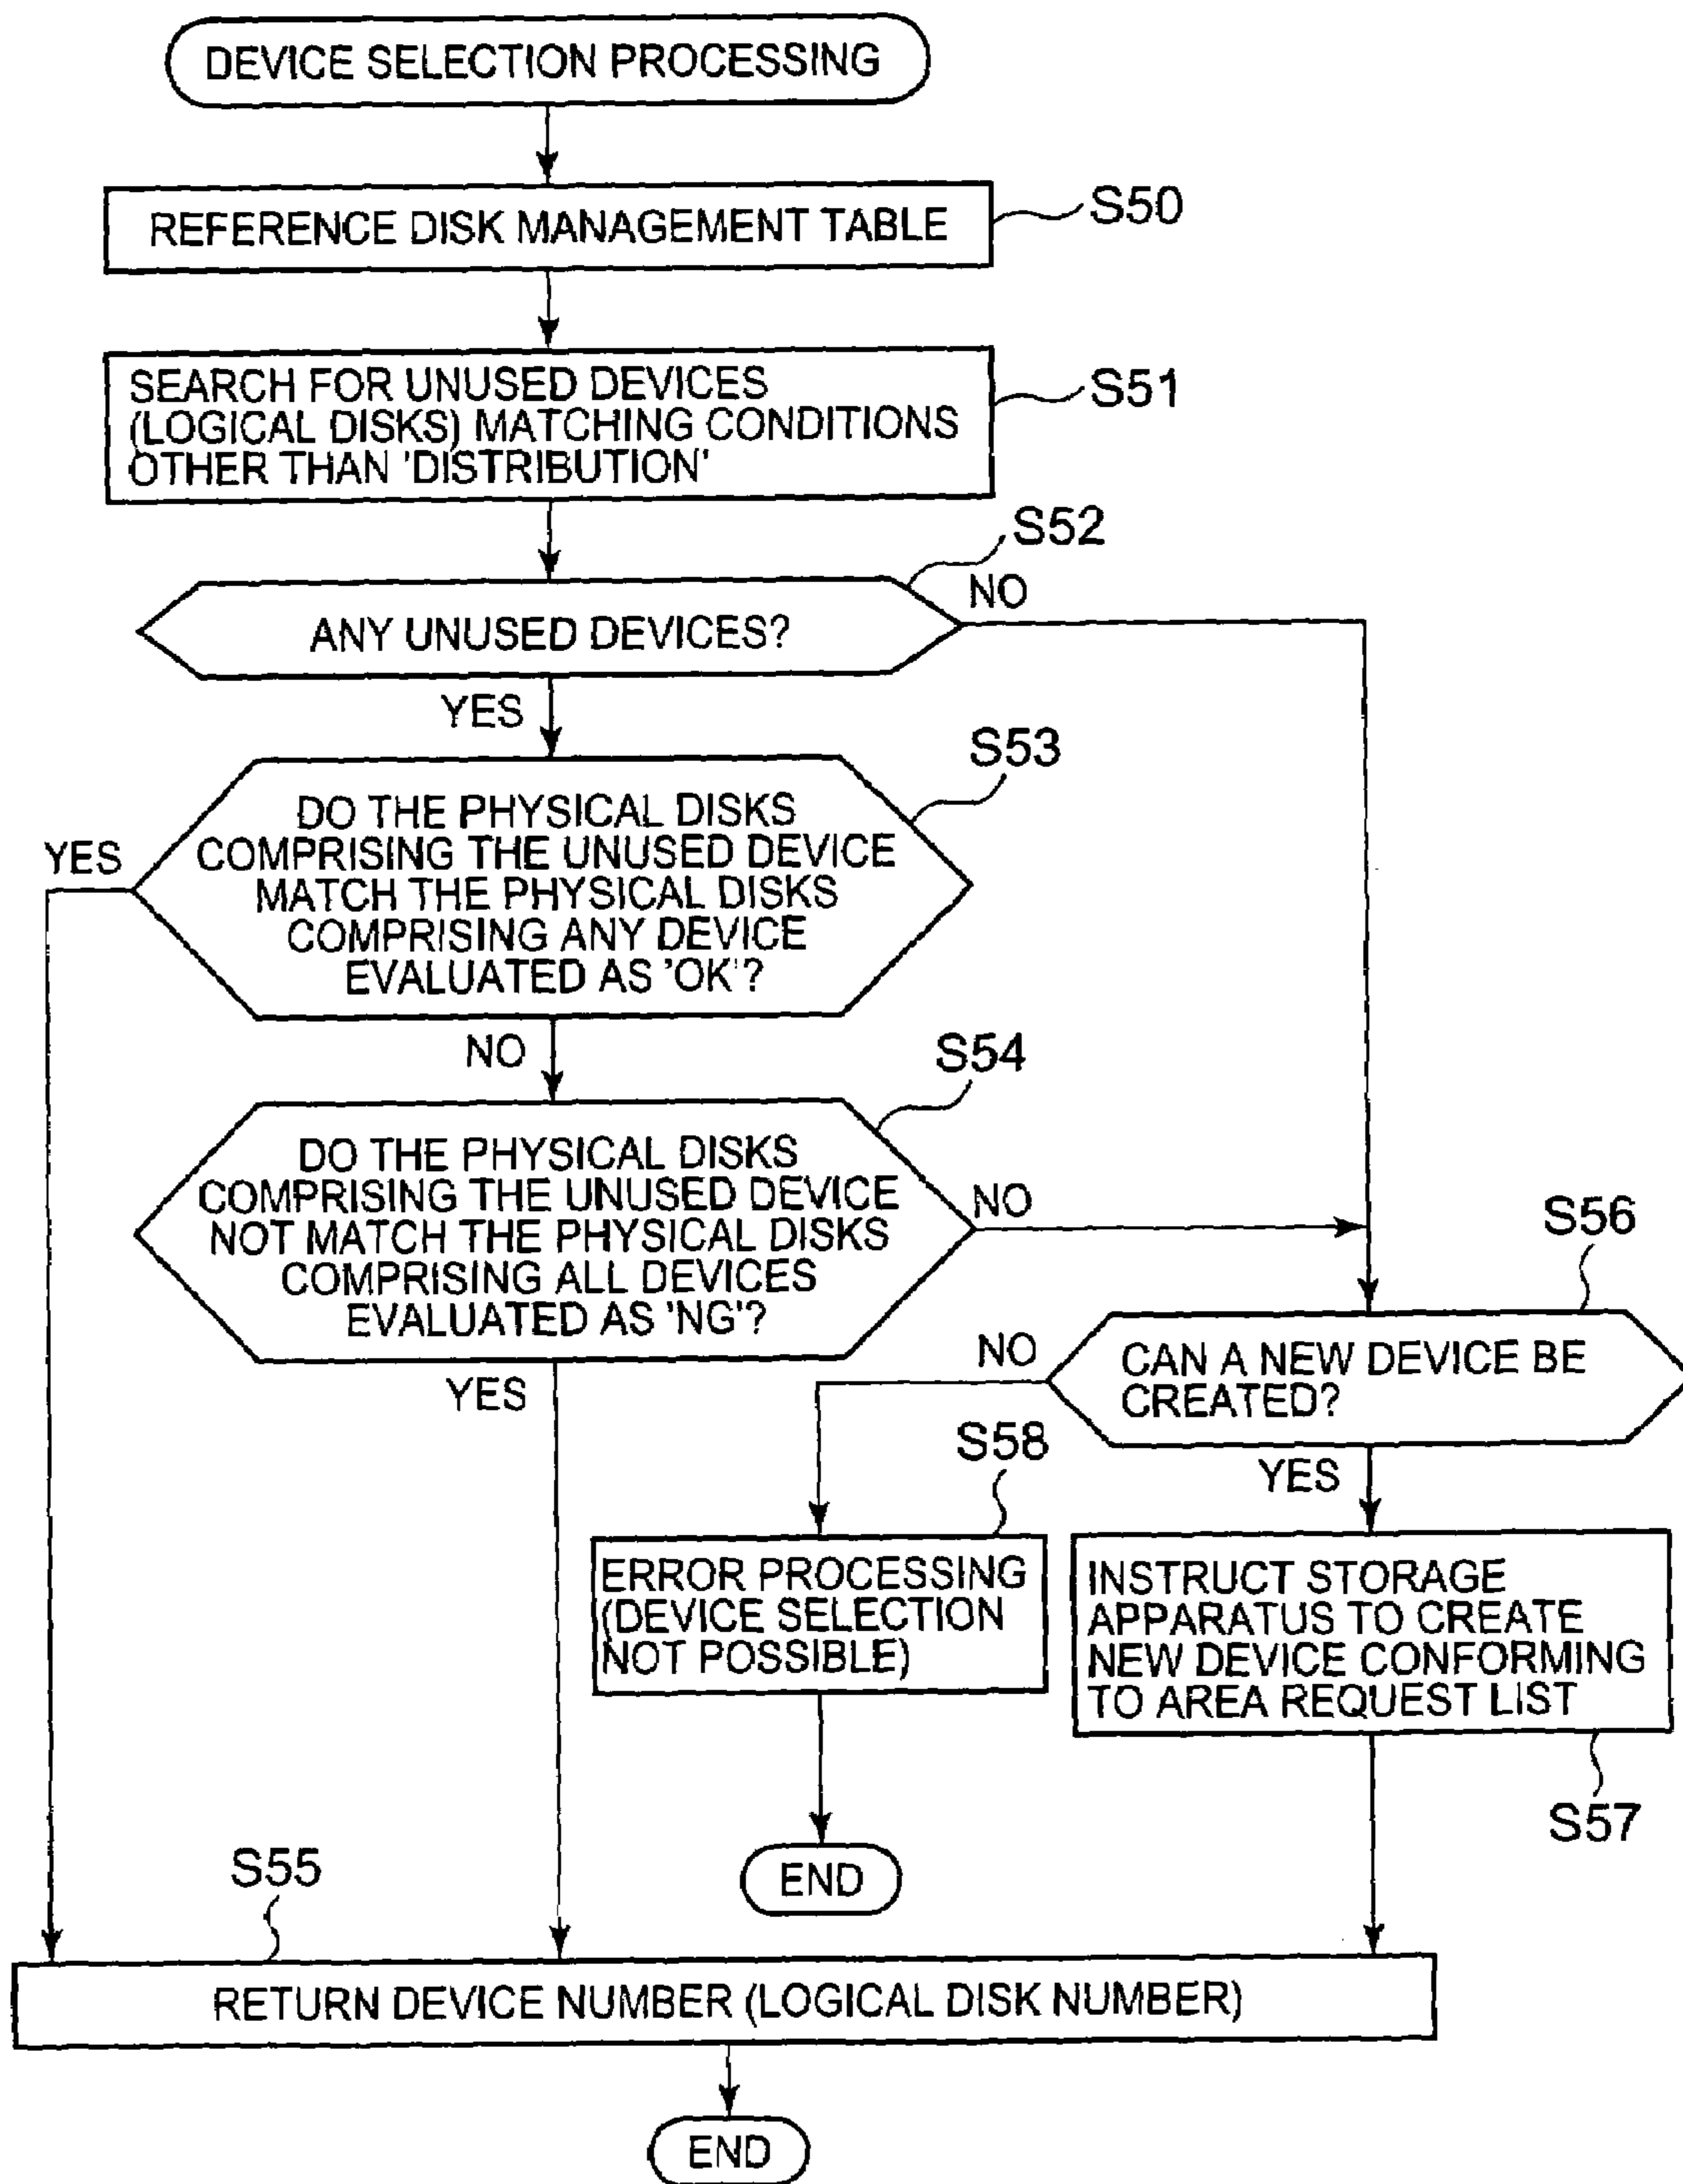 DEVICE SELECTION PROCESSING
REFERENCE DISK MANAGEMENT TABLE
S50
SEARCH FOR UNUSED DEVICES
(LOGICAL DISKS) MATCHING CONDITIONS
OTHER THAN 'DISTRIBUTION'
S51
S52
ANY UNUSED DEVICES?
NO
YES
S53
DO THE PHYSICAL DISKS
COMPRISING THE UNUSED DEVICE
MATCH THE PHYSICAL DISKS
COMPRISING ANY DEVICE
EVALUATED AS 'OK'?
YES
NO
S54
DO THE PHYSICAL DISKS
COMPRISING THE UNUSED DEVICE
NOT MATCH THE PHYSICAL DISKS
COMPRISING ALL DEVICES
EVALUATED AS 'NG'?
NO
YES
S56
CAN A NEW DEVICE BE
CREATED?
NO
YES
S58
ERROR PROCESSING
(DEVICE SELECTION
NOT POSSIBLE)
INSTRUCT STORAGE
APPARATUS TO CREATE
NEW DEVICE CONFORMING
TO AREA REQUEST LIST
S57
END
S55
RETURN DEVICE NUMBER (LOGICAL DISK NUMBER)
END